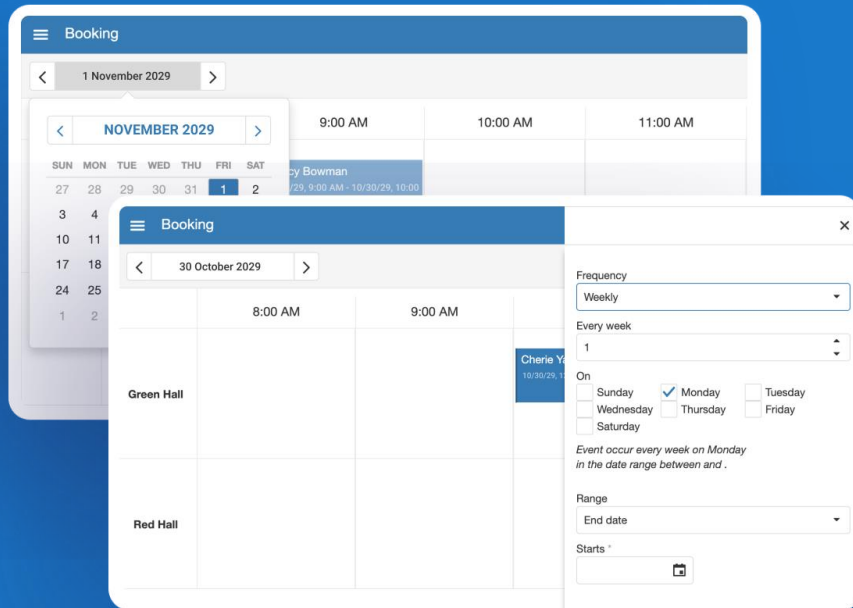 Booking
1 November 2029
NOVEMBER 2029
SUN MON TUE WED THU FRI SAT
27 28 29 30 31 1 2
3 4
10 11
17 18
24 25
1 2
9:00 AM 10:00 AM 11:00 AM
Bowman
/29, 9:00 AM - 10/30/29, 10:00
Booking
30 October 2029
8:00 AM 9:00 AM
Green Hall
Cherie
10/30/29,
Red Hall
Frequency
Weekly
Every week
1
On
Sunday Monday Tuesday
Wednesday Thursday Friday
Saturday
Event occur every week on Monday
in the date range between and .
Range
End date
Starts *